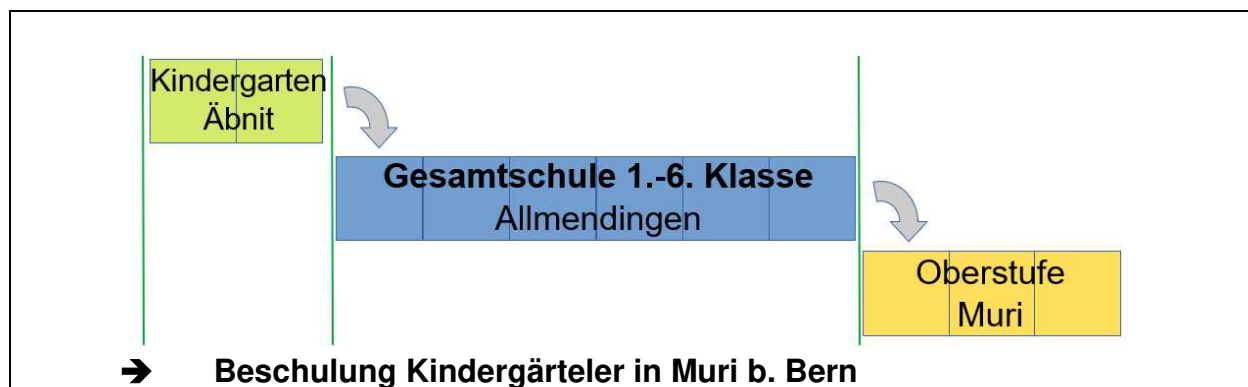 Kindergarten
Äbnit
Gesamtschule 1.-6. Klasse
Allmendingen
Oberstufe
Muri
➔ Beschulung Kindergärteler in Muri b. Bern